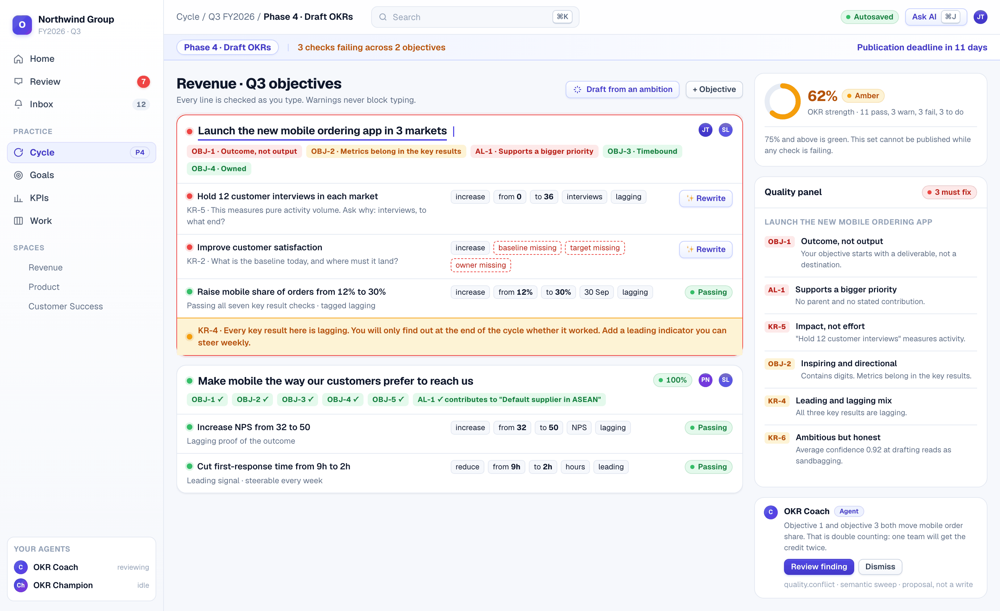 O
Northwind Group
FY2026 · Q3
Home
Review
7
Inbox
12
PRACTICE
Cycle
P4
Goals
KPIs
Work
SPACES
Revenue
Product
Customer Success
YOUR AGENTS
C
OKR Coach
reviewing
Ch
OKR Champion
idle
Cycle / Q3 FY2026 / Phase 4 · Draft OKRs
Search
⌘K
Autosaved
Ask AI
⌘J
JT
Phase 4 · Draft OKRs
3 checks failing across 2 objectives
Publication deadline in 11 days
Revenue · Q3 objectives
Every line is checked as you type. Warnings never block typing.
Draft from an ambition
+ Objective
Launch the new mobile ordering app in 3 markets
JT
SL
OBJ-1 · Outcome, not output
OBJ-2 · Metrics belong in the key results
AL-1 · Supports a bigger priority
OBJ-3 · Timebound
OBJ-4 · Owned
Hold 12 customer interviews in each market
KR-5 · This measures pure activity volume. Ask why: interviews, to
what end?
increase
from 0
to 36
interviews
lagging
✨ Rewrite
Improve customer satisfaction
KR-2 · What is the baseline today, and where must it land?
increase
baseline missing
target missing
owner missing
✨ Rewrite
Raise mobile share of orders from 12% to 30%
Passing all seven key result checks · tagged lagging
increase
from 12%
to 30%
30 Sep
lagging
Passing
KR-4 · Every key result here is lagging. You will only find out at the end of the cycle whether it worked. Add a leading indicator you can
steer weekly.
Make mobile the way our customers prefer to reach us
100%
PN
SL
OBJ-1 ✓
OBJ-2 ✓
OBJ-3 ✓
OBJ-4 ✓
OBJ-5 ✓
AL-1 ✓ contributes to "Default supplier in ASEAN"
Increase NPS from 32 to 50
Lagging proof of the outcome
increase
from 32
to 50
NPS
lagging
Passing
Cut first-response time from 9h to 2h
Leading signal · steerable every week
reduce
from 9h
to 2h
hours
leading
Passing
62%
Amber
OKR strength · 11 pass, 3 warn, 3 fail, 3 to do
75% and above is green. This set cannot be published while
any check is failing.
Quality panel
3 must fix
LAUNCH THE NEW MOBILE ORDERING APP
OBJ-1
Outcome, not output
Your objective starts with a deliverable, not a
destination.
AL-1
Supports a bigger priority
No parent and no stated contribution.
KR-5
Impact, not effort
"Hold 12 customer interviews" measures activity.
OBJ-2
Inspiring and directional
Contains digits. Metrics belong in the key results.
KR-4
Leading and lagging mix
All three key results are lagging.
KR-6
Ambitious but honest
Average confidence 0.92 at drafting reads as
sandbagging.
C
OKR Coach
Agent
Objective 1 and objective 3 both move mobile order
share. That is double counting: one team will get the
credit twice.
Review finding
Dismiss
quality.conflict · semantic sweep · proposal, not a write